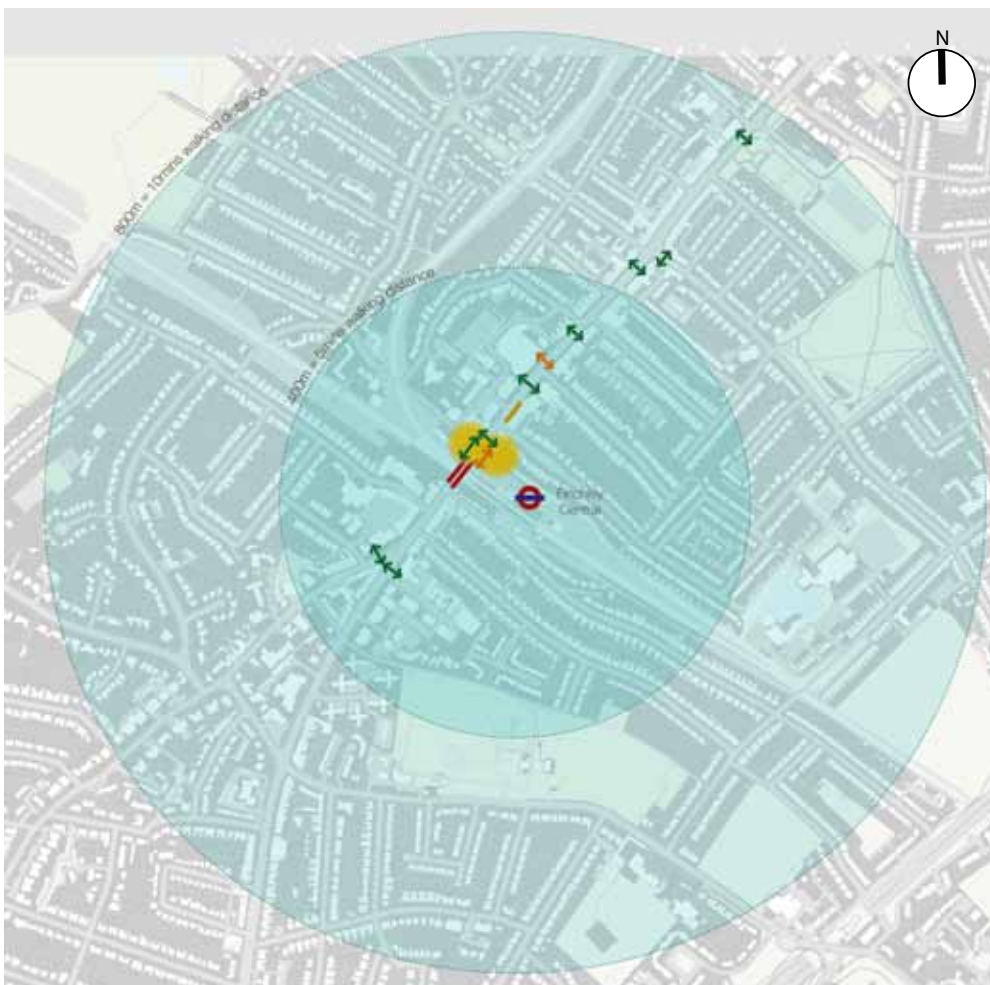 N
800m = 10mins walking distance
400m = 5mins walking distance
Finchley
Central